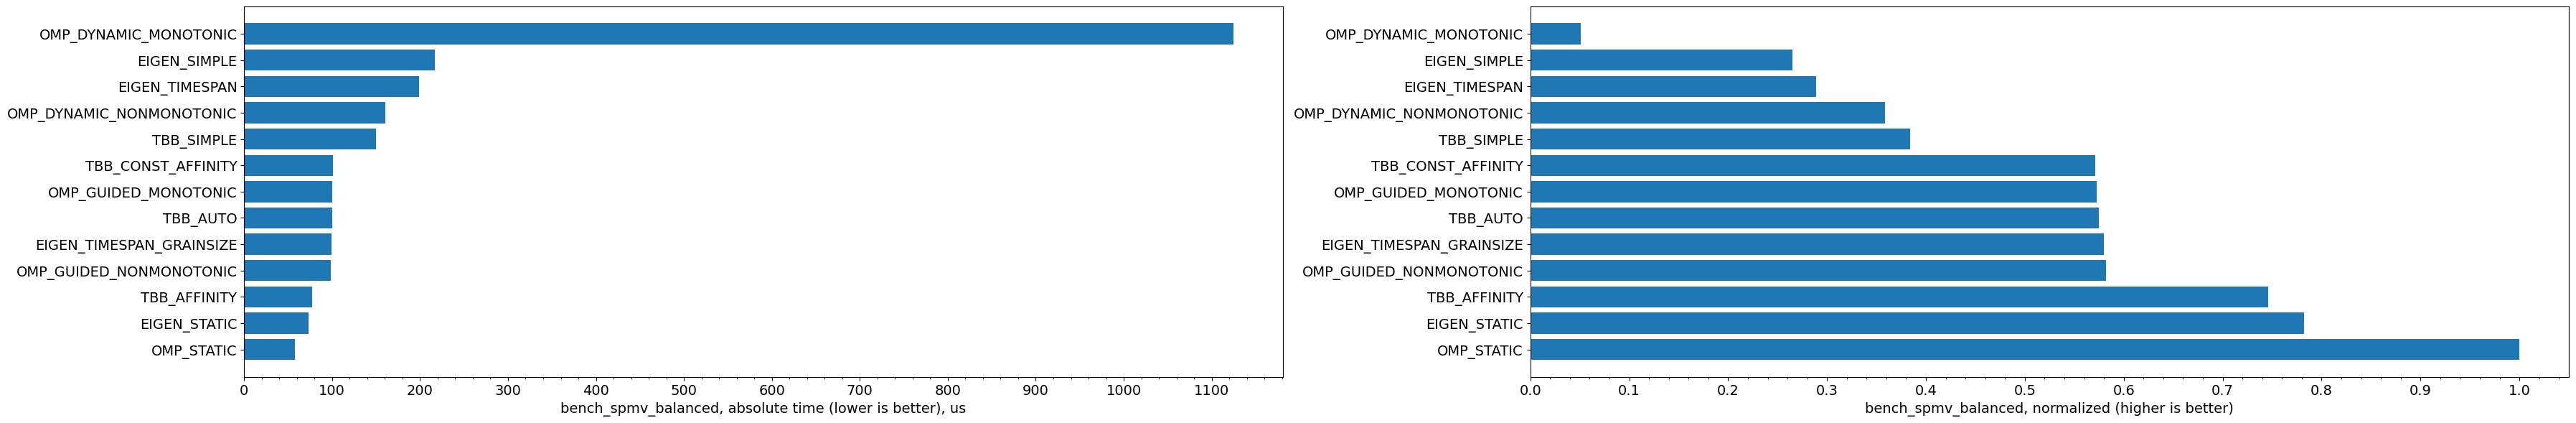 OMP_DYNAMIC_MONOTONIC
EIGEN_SIMPLE
EIGEN_TIMESPAN
OMP_DYNAMIC_NONMONOTONIC
TBB_SIMPLE
TBB_CONST_AFFINITY
OMP_GUIDED_MONOTONIC
TBB_AUTO
EIGEN_TIMESPAN_GRAINSIZE
OMP_GUIDED_NONMONOTONIC
TBB_AFFINITY
EIGEN_STATIC
OMP_STATIC
0 100 200 300 400 500 600 700 800 900 1000 1100
bench_spmv_balanced, absolute time (lower is better), us
OMP_DYNAMIC_MONOTONIC
EIGEN_SIMPLE
EIGEN_TIMESPAN
OMP_DYNAMIC_NONMONOTONIC
TBB_SIMPLE
TBB_CONST_AFFINITY
OMP_GUIDED_MONOTONIC
TBB_AUTO
EIGEN_TIMESPAN_GRAINSIZE
OMP_GUIDED_NONMONOTONIC
TBB_AFFINITY
EIGEN_STATIC
OMP_STATIC
0.0 0.1 0.2 0.3 0.4 0.5 0.6 0.7 0.8 0.9 1.0
bench_spmv_balanced, normalized (higher is better)